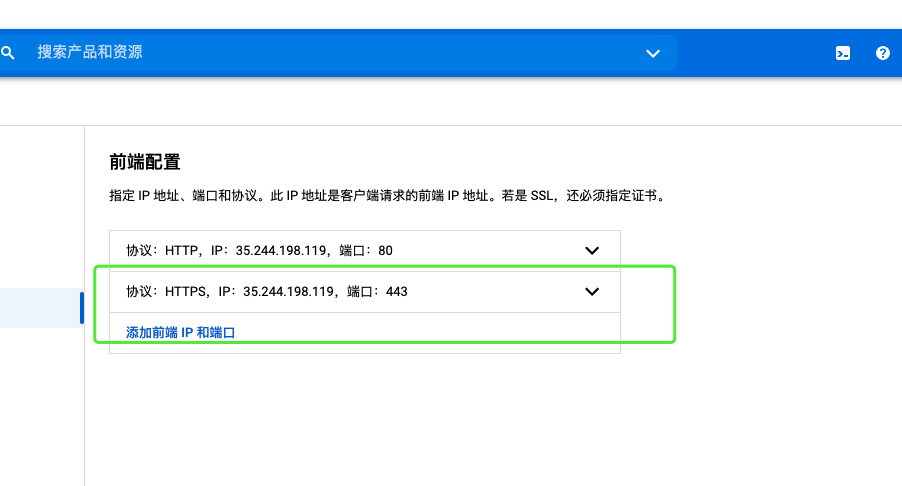 搜索产品和资源
前端配置
指定 IP 地址、端口和协议。此 IP 地址是客户端请求的前端 IP 地址。若是 SSL，还必须指定证书。
协议：HTTP，IP：35.244.198.119，端口：80
协议：HTTPS，IP：35.244.198.119，端口：443
添加前端 IP 和端口